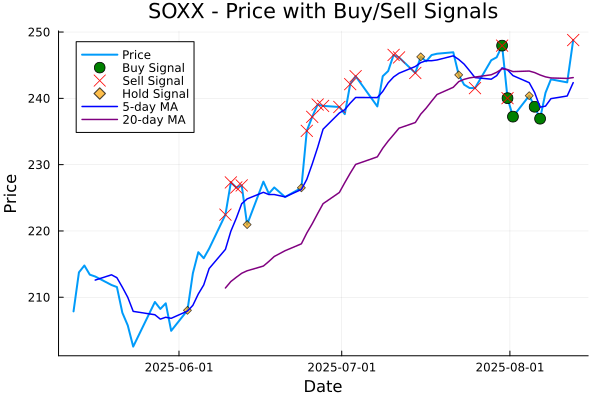 SOXX - Price with Buy/Sell Signals
250
240
230
220
210
Price
Price
Buy Signal
Sell Signal
Hold Signal
5-day MA
20-day MA
2025-06-01
2025-07-01
2025-08-01
Date